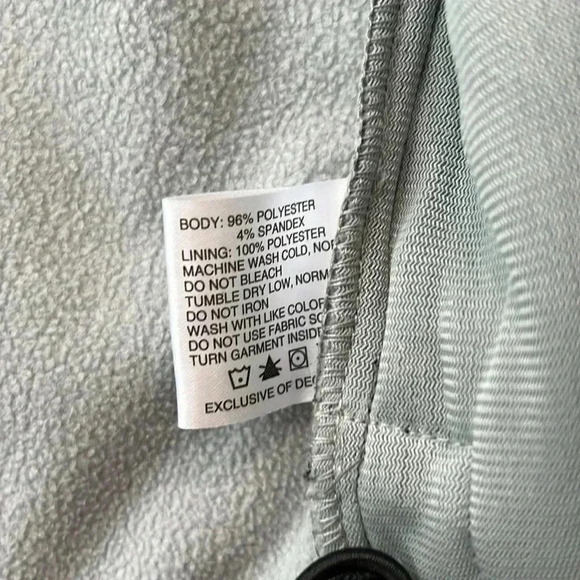 BODY: 96% POLYESTER
4% SPANDEX
LINING: 100% POLYESTER
MACHINE WASH COLD,
DO NOT BLEACH
TUMBLE DRY LOW,
DO NOT IRON
WASH WITH LIKE
DO NOT USE FABRIC
TURN GARMENT INSIDE
EXCLUSIVE OF